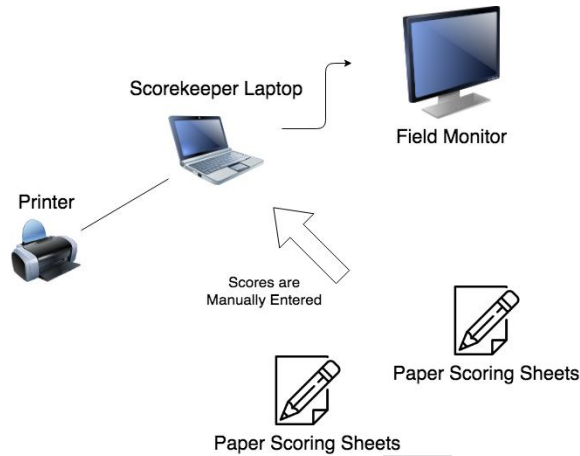 Scorekeeper Laptop
Field Monitor
Printer
Scores are
Manually Entered
Paper Scoring Sheets
Paper Scoring Sheets